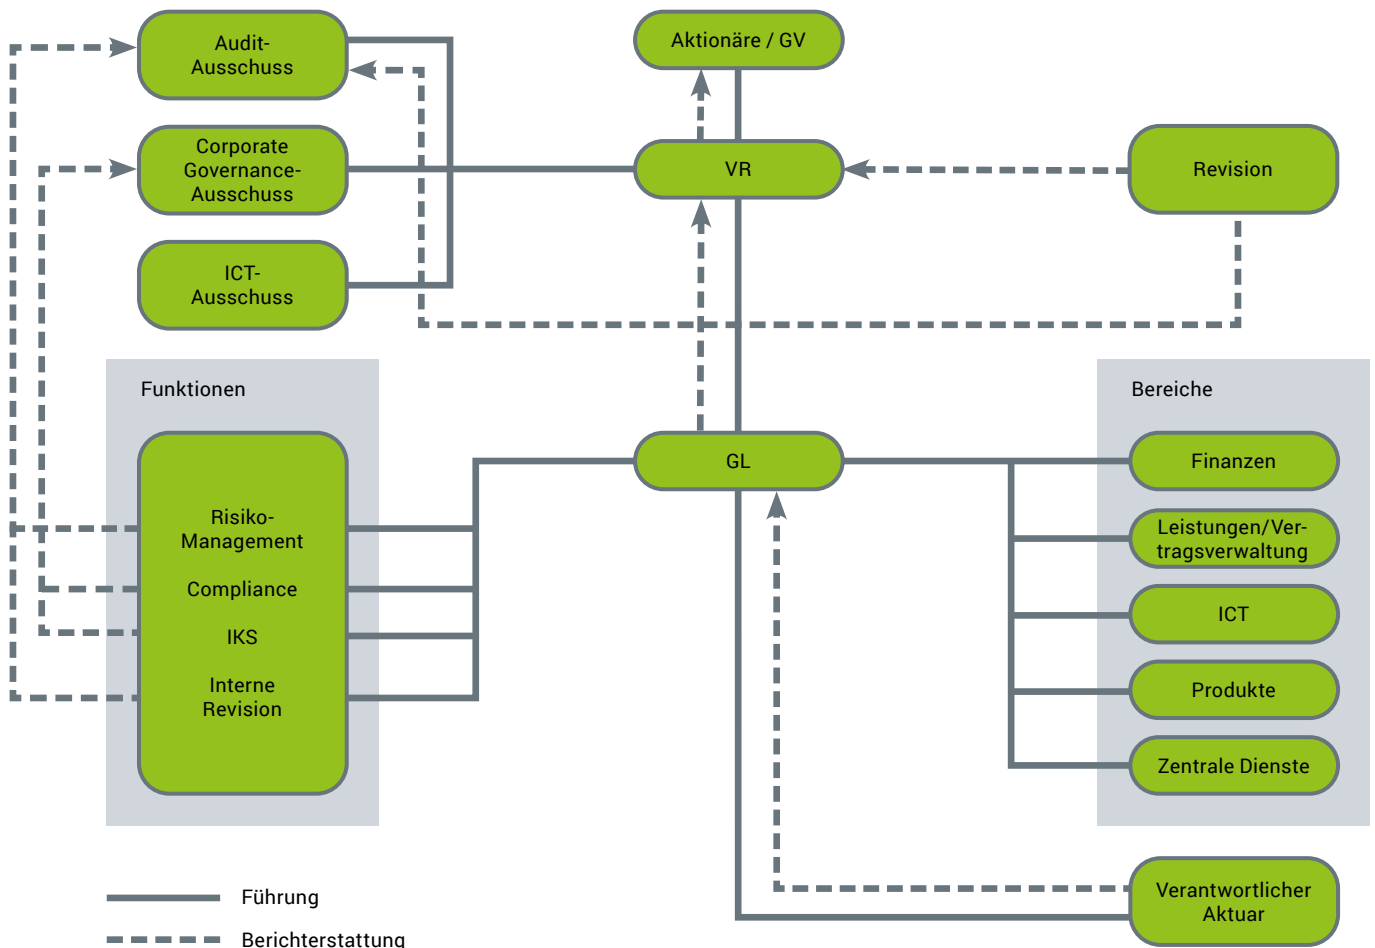 Audit-
Ausschuss
Aktionäre / GV
Corporate
Governance-
Ausschuss
VR
Revision
ICT-
Ausschuss
Funktionen
Bereiche
Risiko-
Management
Compliance
IKS
Interne
Revision
GL
Finanzen
Leistungen/Ver-
tragsverwaltung
ICT
Produkte
Zentrale Dienste
Verantwortlicher
Aktuar
Führung
Berichterstattung